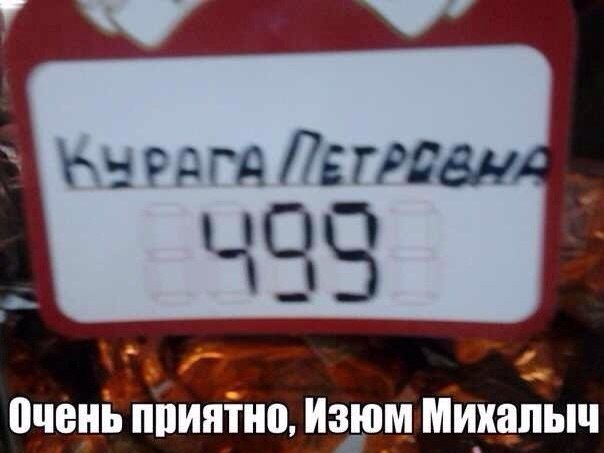 Курага Петровна
499
Очень приятно, Изюм Михалыч